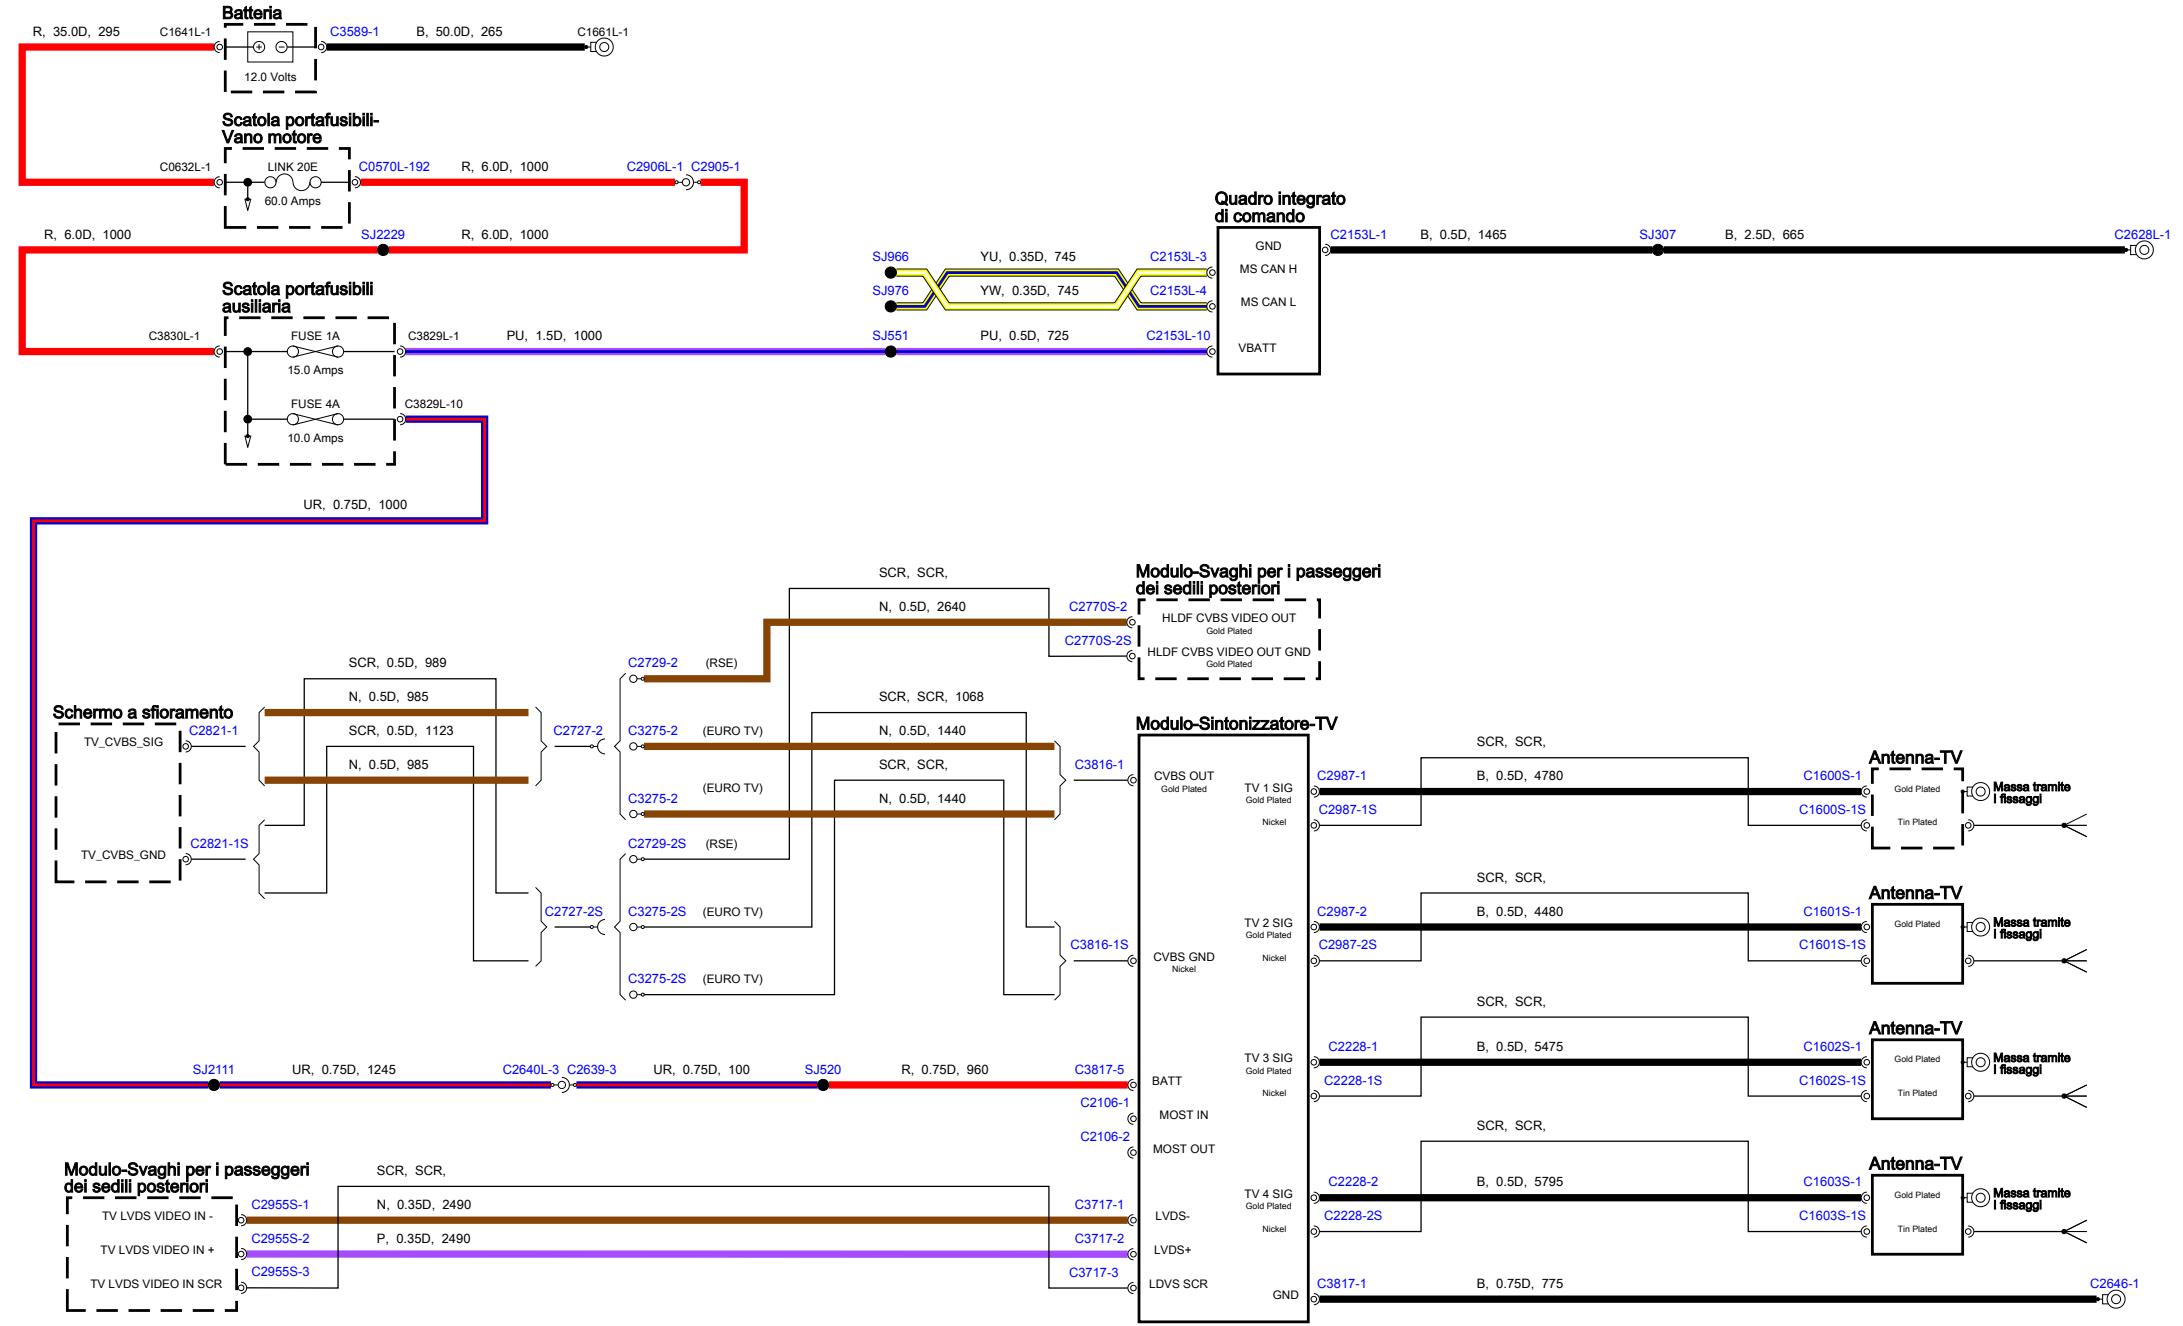 Batteria
R, 35.0D, 295
C1641L-1
C3589-1
B, 50.0D, 265
C1661L-1
12.0 Volts
Scatola portafusibili-
Vano motore
C0632L-1
LINK 20E
60.0 Amps
C0570L-192
R, 6.0D, 1000
C2906L-1
C2905-1
R, 6.0D, 1000
SJ2229
R, 6.0D, 1000
Scatola portafusibili
ausiliaria
C3830L-1
FUSE 1A
15.0 Amps
C3829L-1
PU, 1.5D, 1000
FUSE 4A
10.0 Amps
C3829L-10
UR, 0.75D, 1000
Quadro integrato
di comando
SJ966
YU, 0.35D, 745
C2153L-3
SJ976
YW, 0.35D, 745
C2153L-4
SJ551
PU, 0.5D, 725
C2153L-10
GND
MS CAN H
MS CAN L
VBATT
C2153L-1
B, 0.5D, 1465
SJ307
B, 2.5D, 665
C2628L-1
SCR, SCR,
N, 0.5D, 2640
C2770S-2
C2770S-2S
Modulo-Svaghi per i passeggeri
dei sedili posteriori
HLDF CVBS VIDEO OUT
Gold Plated
HLDF CVBS VIDEO OUT GND
Gold Plated
Schermo a sfioramento
TV_CVBS_SIG
TV_CVBS_GND
C2821-1
C2821-1S
SCR, 0.5D, 989
N, 0.5D, 985
SCR, 0.5D, 1123
N, 0.5D, 985
C2727-2
C2727-2S
C2729-2 (RSE)
C3275-2 (EURO TV)
C3275-2 (EURO TV)
C2729-2S (RSE)
C3275-2S (EURO TV)
C3275-2S (EURO TV)
SCR, SCR, 1068
N, 0.5D, 1440
SCR, SCR,
N, 0.5D, 1440
C3816-1
C3816-1S
Modulo-Sintonizzatore-TV
CVBS OUT
Gold Plated
CVBS GND
Nickel
BATT
MOST IN
MOST OUT
LVDS-
LVDS+
LDVS SCR
TV 1 SIG
Gold Plated
Nickel
TV 2 SIG
Gold Plated
Nickel
TV 3 SIG
Gold Plated
Nickel
TV 4 SIG
Gold Plated
Nickel
GND
SCR, SCR,
C2987-1
B, 0.5D, 4780
C1600S-1
C2987-1S
C1600S-1S
Antenna-TV
Gold Plated
Tin Plated
Massa tramite
i fissaggi
SCR, SCR,
C2987-2
B, 0.5D, 4480
C1601S-1
C2987-2S
C1601S-1S
Antenna-TV
Gold Plated
Massa tramite
i fissaggi
SCR, SCR,
C2228-1
B, 0.5D, 5475
C1602S-1
C2228-1S
C1602S-1S
Antenna-TV
Gold Plated
Tin Plated
Massa tramite
i fissaggi
SCR, SCR,
C2228-2
B, 0.5D, 5795
C1603S-1
C2228-2S
C1603S-1S
Antenna-TV
Gold Plated
Tin Plated
Massa tramite
i fissaggi
C3817-1
B, 0.75D, 775
C2646-1
SJ2111
UR, 0.75D, 1245
C2640L-3
C2639-3
UR, 0.75D, 100
SJ520
R, 0.75D, 960
C3817-5
C2106-1
C2106-2
Modulo-Svaghi per i passeggeri
dei sedili posteriori
TV LVDS VIDEO IN -
TV LVDS VIDEO IN +
TV LVDS VIDEO IN SCR
C2955S-1
C2955S-2
C2955S-3
SCR, SCR,
N, 0.35D, 2490
P, 0.35D, 2490
C3717-1
C3717-2
C3717-3